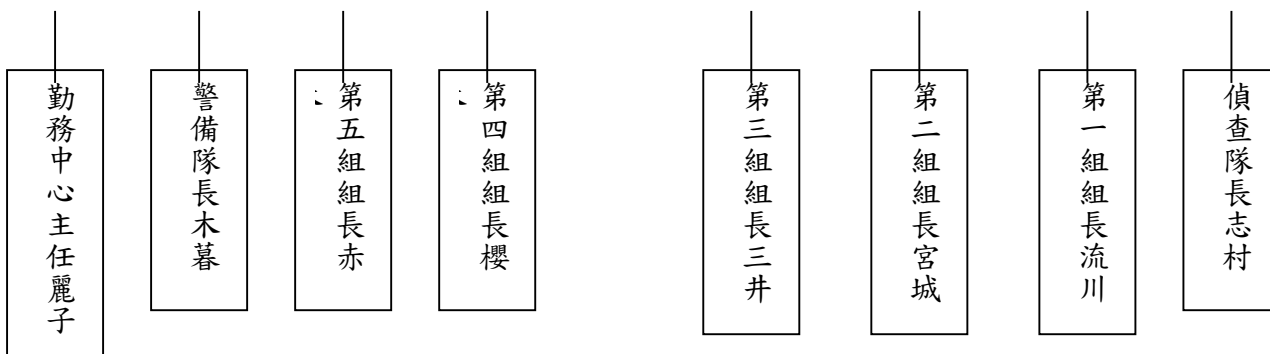 偵查隊長志村
第一組組長流川
第二組組長宮城
第三組組長三井
第四組組長櫻
第五組組長赤
警備隊長木暮
勤務中心主任麗子